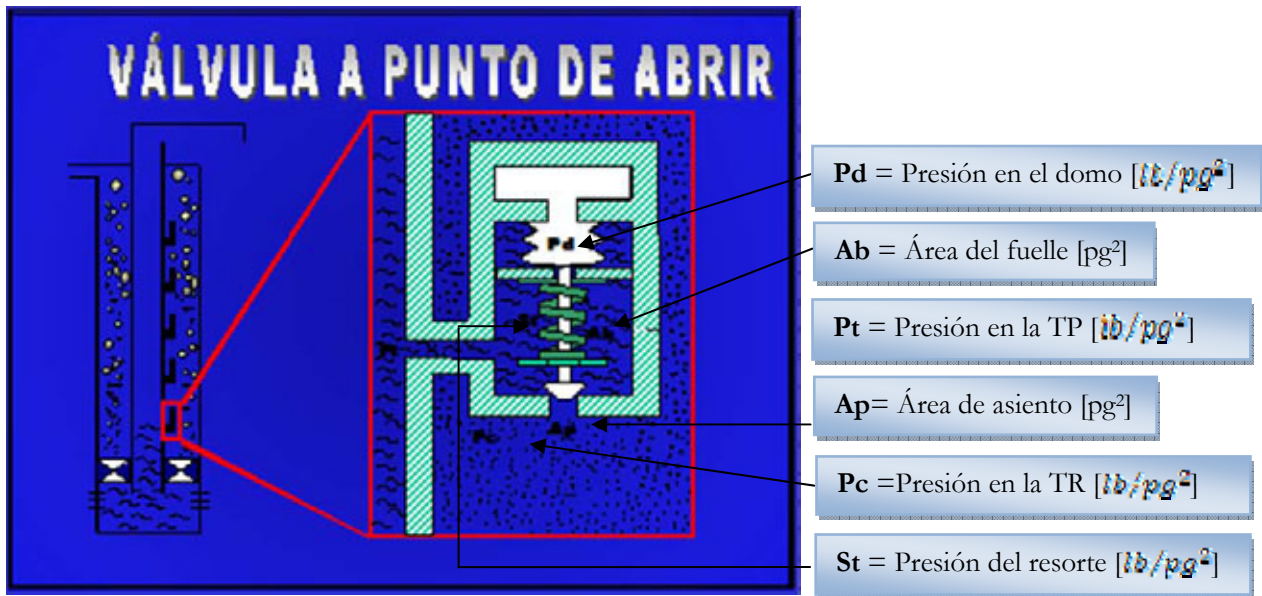 VÁLVULA A PUNTO DE ABRIR
Pd = Presión en el domo [lb/pg²]
Ab = Área del fuelle [pg²]
Pt = Presión en la TP [lb/pg²]
Ap= Área de asiento [pg²]
Pc =Presión en la TR [lb/pg²]
St = Presión del resorte [lb/pg²]
Pd
St
Ab
Ap
Pc